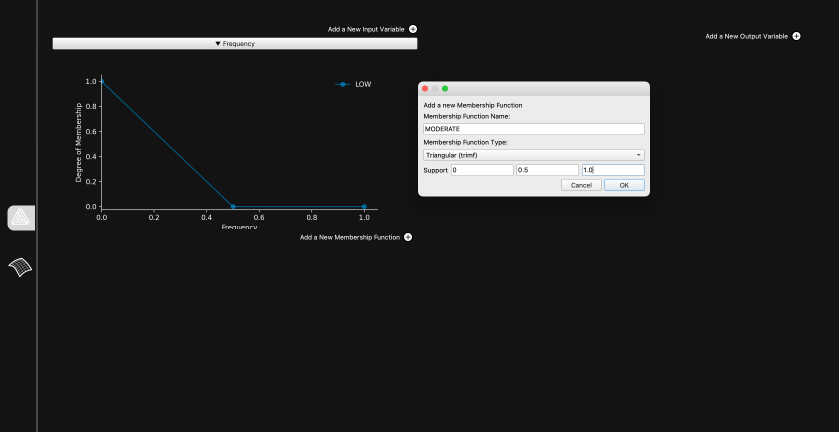 Add a New Input Variable
Add a New Output Variable
▼ Frequency
LOW
1.0
0.8
0.6
0.4
0.2
0.0
Degree of Membership
0.0 0.2 0.4 0.6 0.8 1.0
Frequency
Add a New Membership Function
Add a new Membership Function
Membership Function Name:
MODERATE
Membership Function Type:
Triangular (trimf)
Support 0 0.5 1.0
Cancel OK